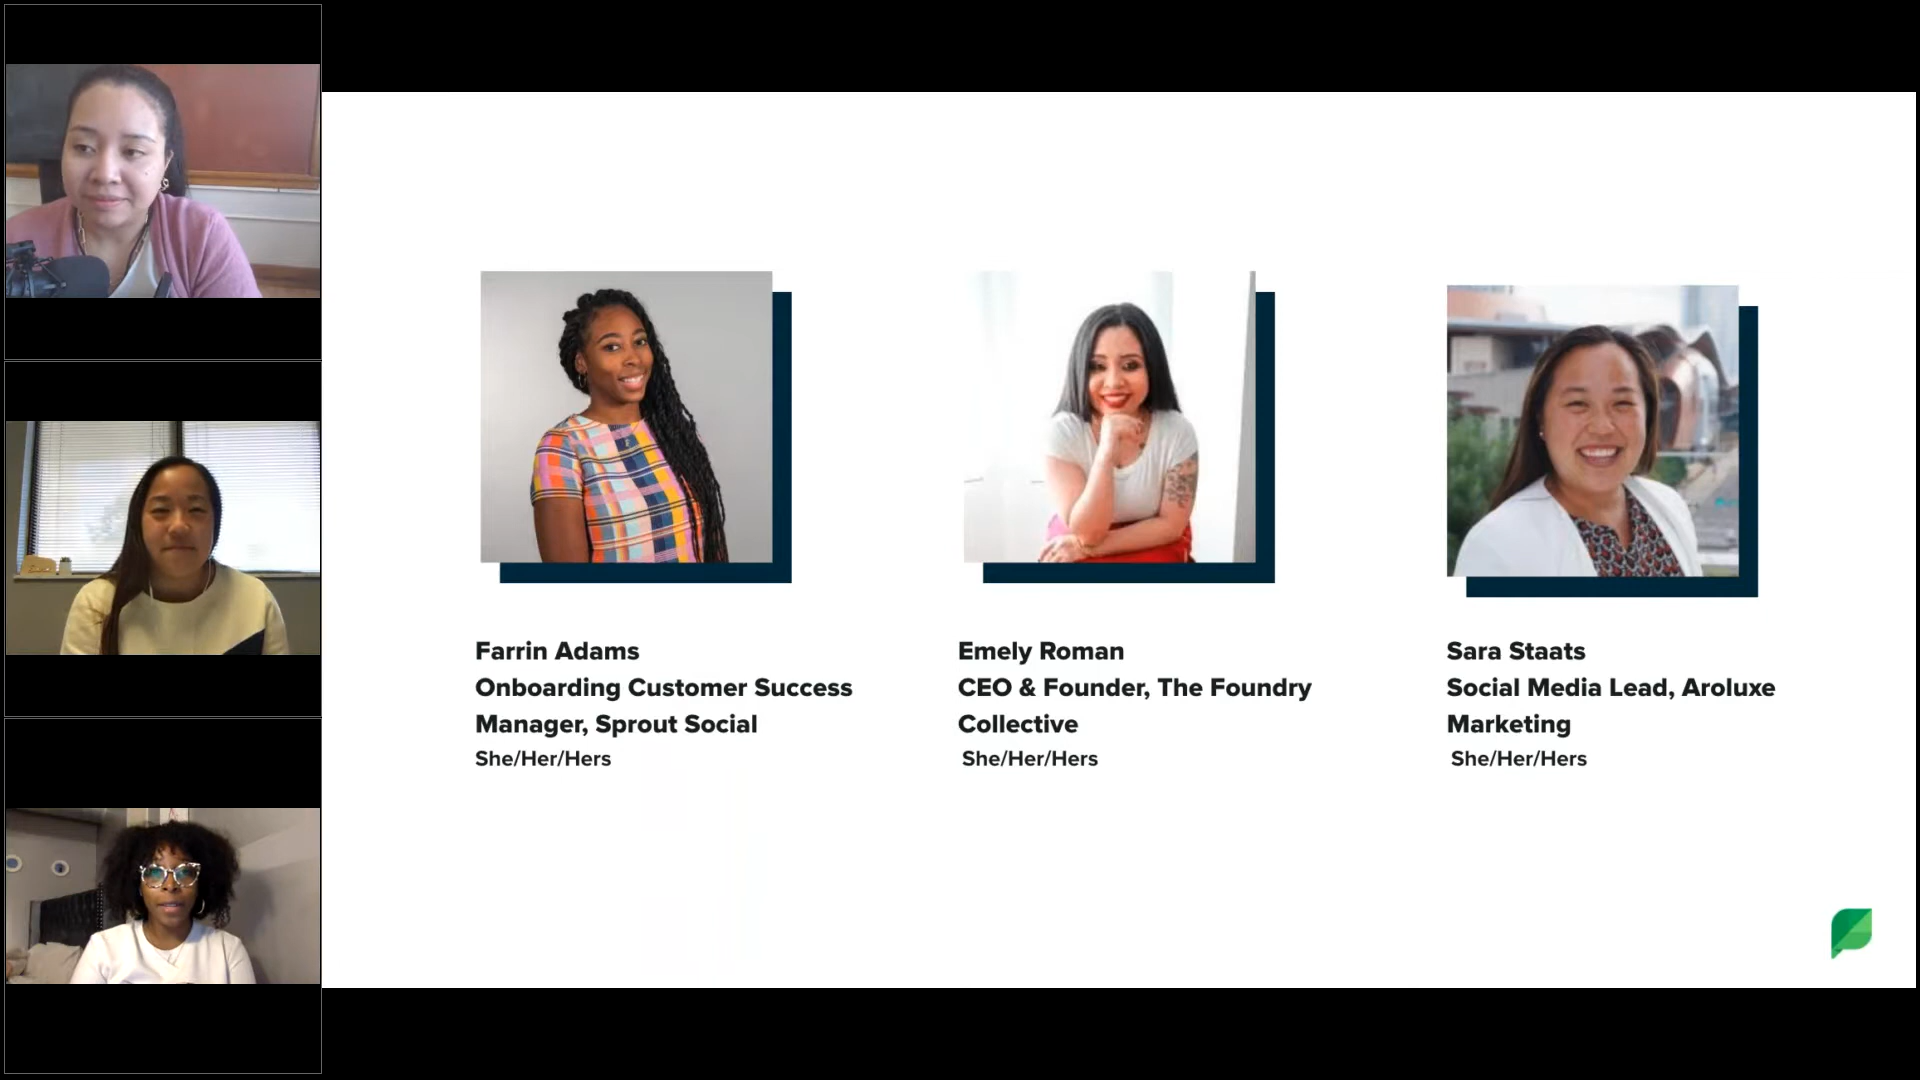 Farrin Adams
Onboarding Customer Success
Manager, Sprout Social
She/Her/Hers
Emely Roman
CEO & Founder, The Foundry
Collective
She/Her/Hers
Sara Staats
Social Media Lead, Aroluxe
Marketing
She/Her/Hers